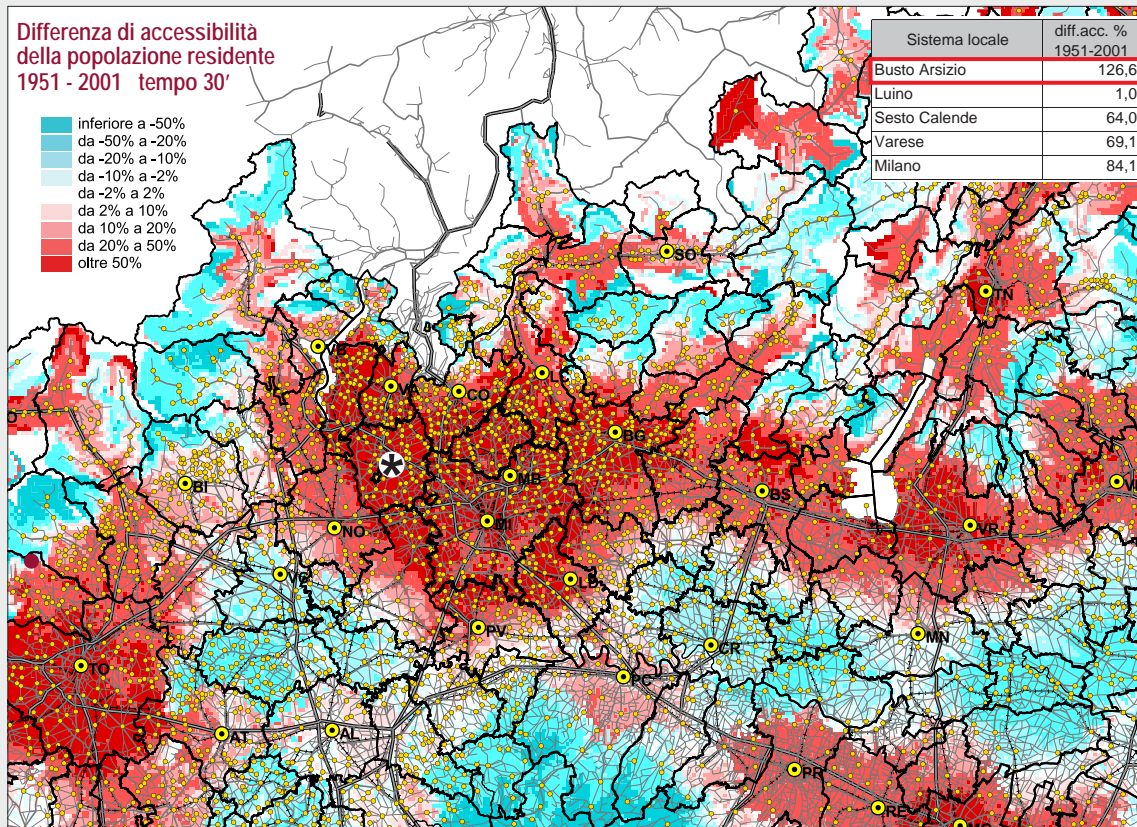 Differenza di accessibilità
della popolazione residente
1951 - 2001 tempo 30'
inferiore a -50%
da -50% a -20%
da -20% a -10%
da -10% a -2%
da -2% a 2%
da 2% a 10%
da 10% a 20%
da 20% a 50%
oltre 50%
Sistema locale diff.acc. % 1951-2001
Busto Arsizio 126,6
Luino 1,0
Sesto Calende 64,0
Varese 69,1
Milano 84,1
SO
TN
VB
CO
BG
BI
MB
BS
NO
MI
VR
VC
LO
PV
CR
MN
TO
PC
AT
AL
PR
RE